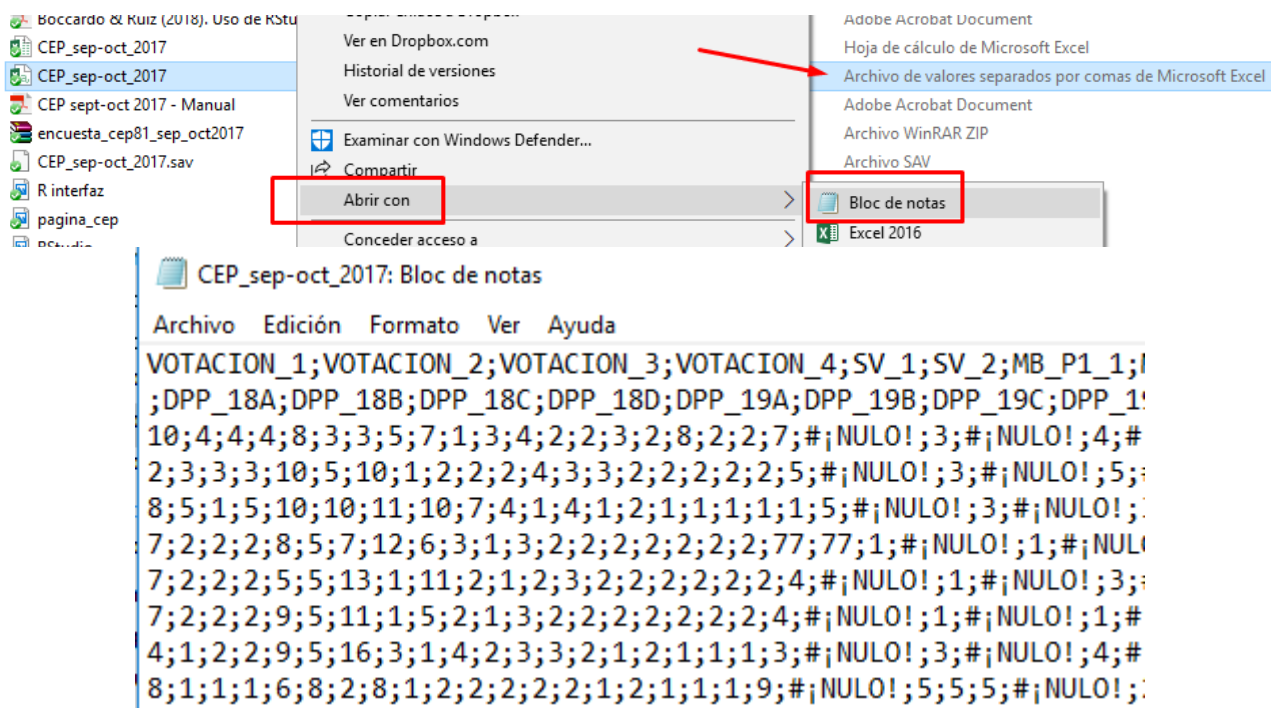 Boccardo & Ruiz (2018). Uso de RStu
CEP_sep-oct_2017
CEP_sep-oct_2017
CEP sept-oct 2017 - Manual
encuesta_cep81_sep_oct2017
CEP_sep-oct_2017.sav
R interfaz
pagina_cep
RStudio
Copiar enlace a Dropbox
Ver en Dropbox.com
Historial de versiones
Ver comentarios
Examinar con Windows Defender...
Compartir
Abrir con
Conceder acceso a
Adobe Acrobat Document
Hoja de cálculo de Microsoft Excel
Archivo de valores separados por comas de Microsoft Excel
Adobe Acrobat Document
Archivo WinRAR ZIP
Archivo SAV
Bloc de notas
Excel 2016
CEP_sep-oct_2017: Bloc de notas
Archivo Edición Formato Ver Ayuda
VOTACION_1;VOTACION_2;VOTACION_3;VOTACION_4;SV_1;SV_2;MB_P1_1;
;DPP_18A;DPP_18B;DPP_18C;DPP_18D;DPP_19A;DPP_19B;DPP_19C;DPP_19
10;4;4;4;8;3;3;5;7;1;3;4;2;2;3;2;8;2;2;7;#¡NULO!;3;#¡NULO!;4;#
2;3;3;3;10;5;10;1;2;2;2;4;3;3;2;2;2;2;2;5;#¡NULO!;3;#¡NULO!;5;
8;5;1;5;10;10;11;10;7;4;1;4;1;2;1;1;1;1;1;5;#¡NULO!;3;#¡NULO!;
7;2;2;2;8;5;7;12;6;3;1;3;2;2;2;2;2;2;2;77;77;1;#¡NULO!;1;#¡NUL
7;2;2;2;5;5;13;1;11;2;1;2;3;2;2;2;2;2;2;4;#¡NULO!;1;#¡NULO!;3;
7;2;2;2;9;5;11;1;5;2;1;3;2;2;2;2;2;2;2;4;#¡NULO!;1;#¡NULO!;1;#
4;1;2;2;9;5;16;3;1;4;2;3;3;2;1;2;1;1;1;3;#¡NULO!;3;#¡NULO!;4;#
8;1;1;1;6;8;2;8;1;2;2;2;2;2;1;2;1;1;1;9;#¡NULO!;5;5;5;#¡NULO!;